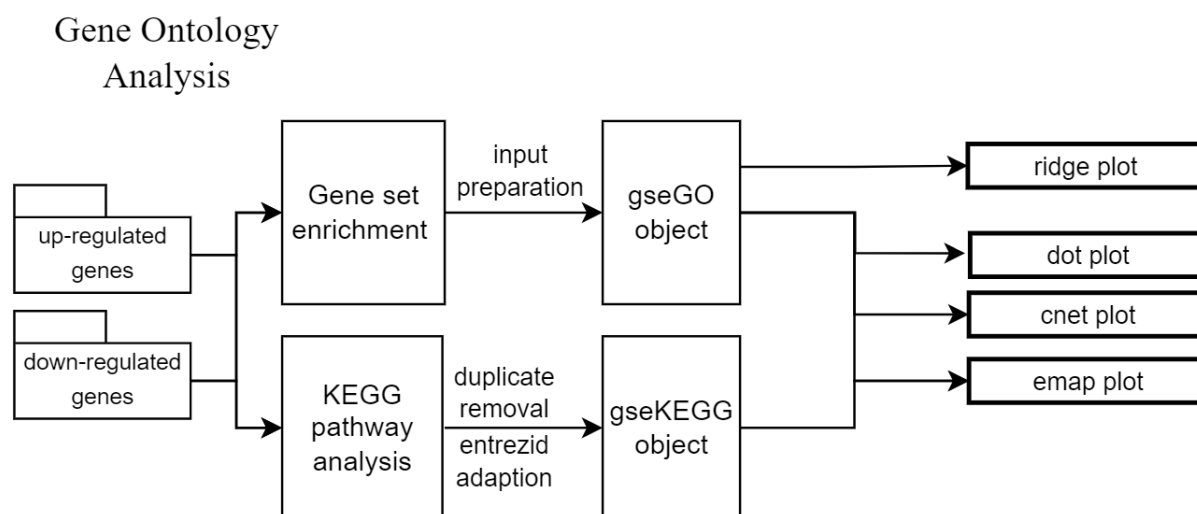 Gene Ontology
Analysis
up-regulated
genes
down-regulated
genes
Gene set
enrichment
KEGG
pathway
analysis
input
preparation
duplicate
removal
entrezid
adaption
gseGO
object
gseKEGG
object
ridge plot
dot plot
cnet plot
emap plot